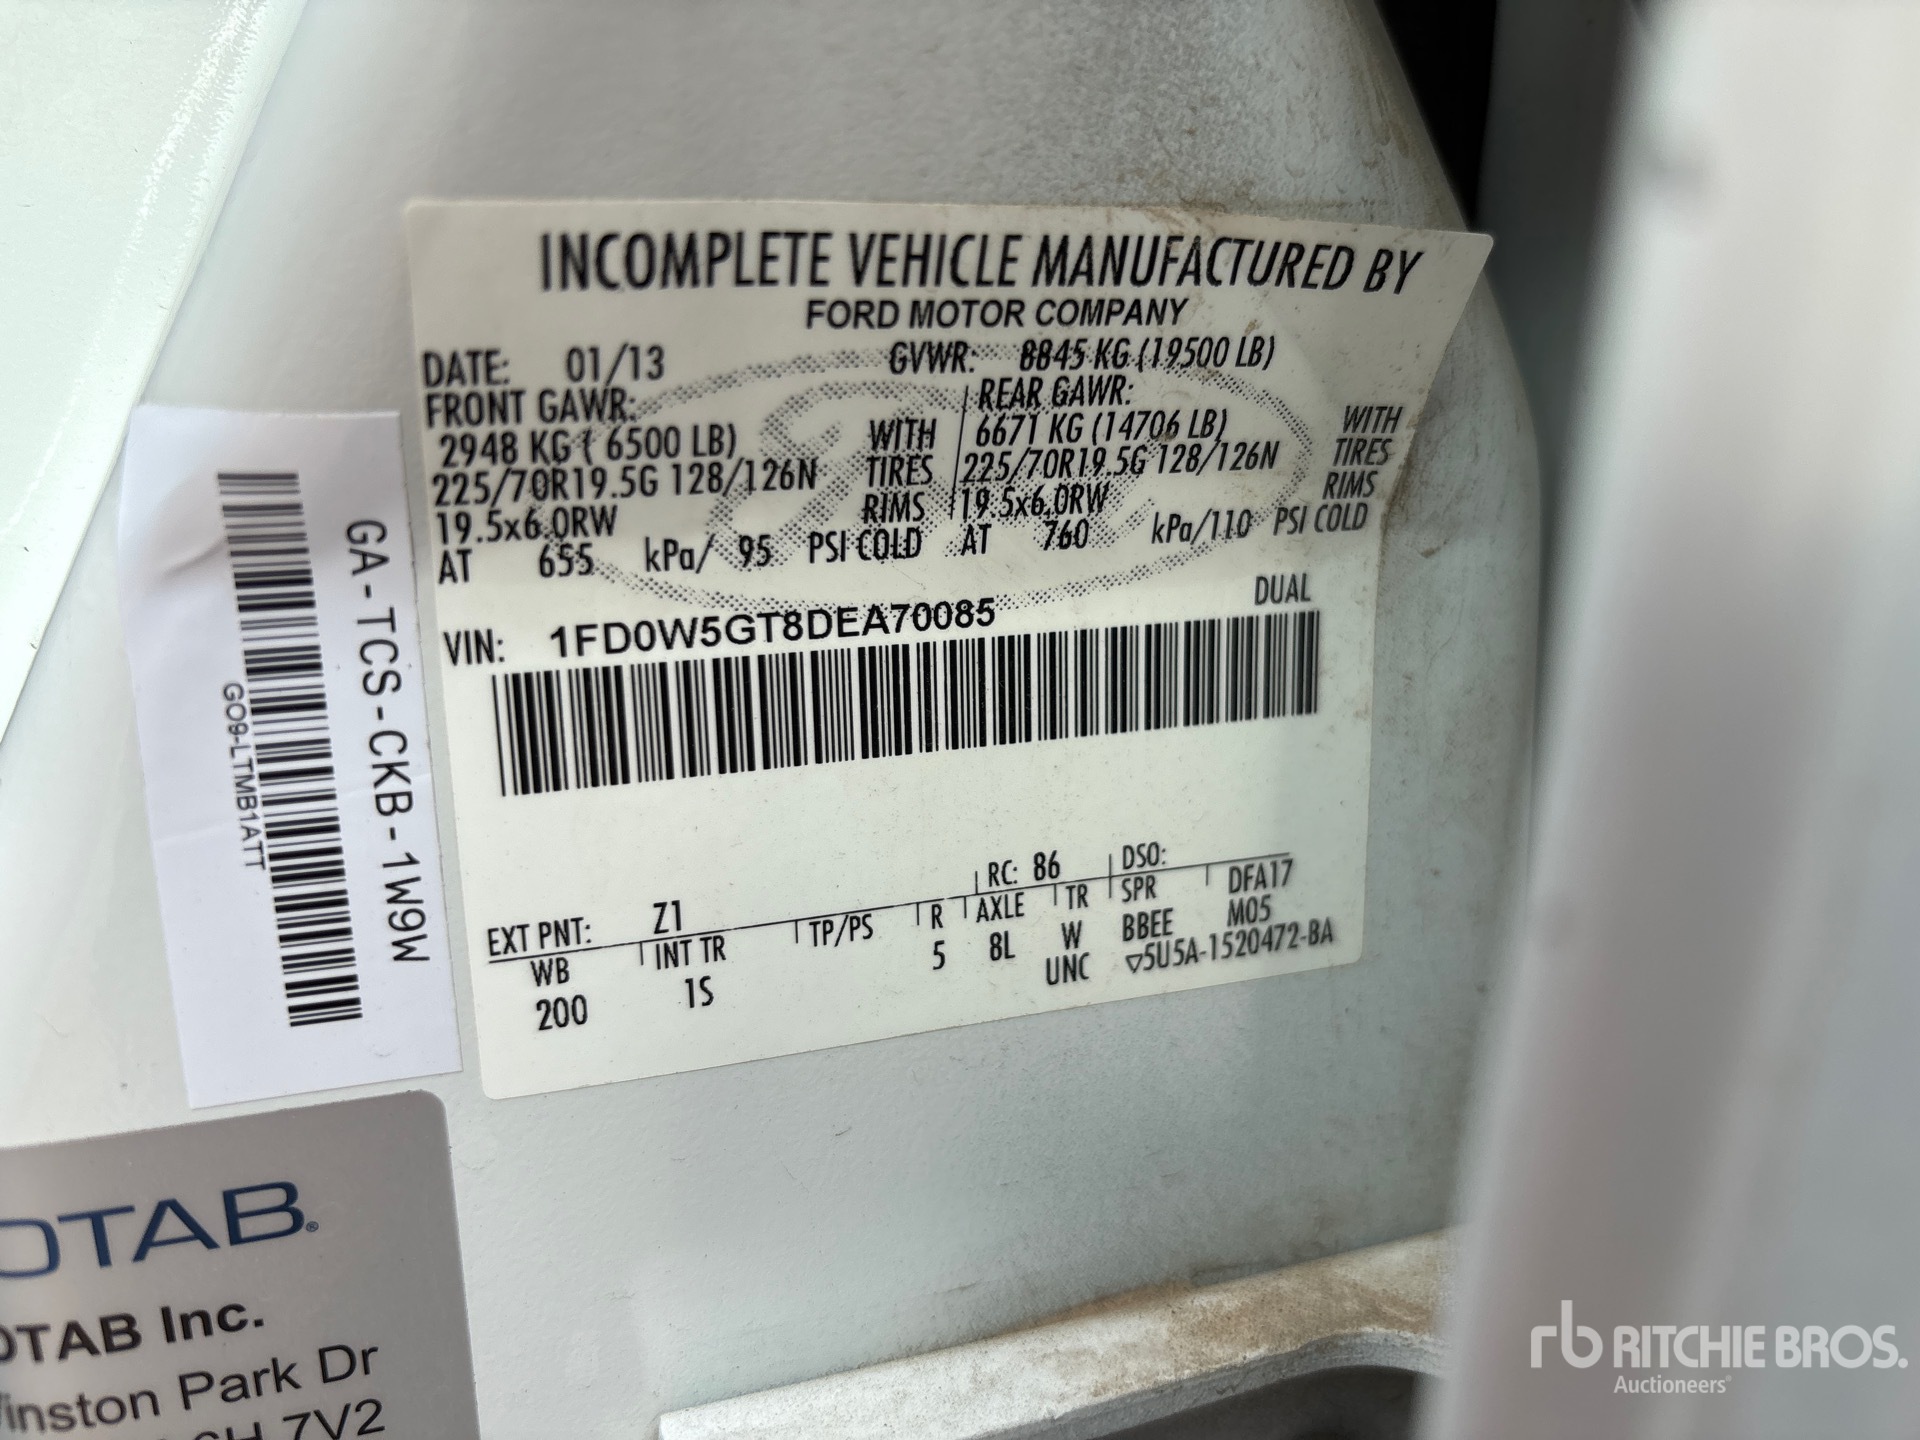 INCOMPLETE VEHICLE MANUFACTURED BY
FORD MOTOR COMPANY
DATE: 01/13 GVWR: 8845 KG (19500 LB)
FRONT GAWR: REAR GAWR:
2948 KG ( 6500 LB) WITH 6671 KG (14706 LB) WITH
225/70R19.5G 128/126N TIRES 225/70R19.5G 128/126N TIRES
19.5x6.0RW RIMS 19.5x6.0RW RIMS
AT 655 kPa/ 95 PSI COLD AT 760 kPa/110 PSI COLD
DUAL
VIN: 1FD0W5GT8DEA70085
RC: 86 DSO:
EXT PNT: Z1
WB INT TR TP/PS R AXLE TR SPR DFA17
200 1S 5 8L W BBEE M05
UNC ▽5U5A-1520472-BA
GA-TCS-CKB-1W9W
GO9-LTMB1ATT
OTAB®
OTAB Inc.
Winston Park Dr
6H 7V2
rb RITCHIE BROS.
Auctioneers